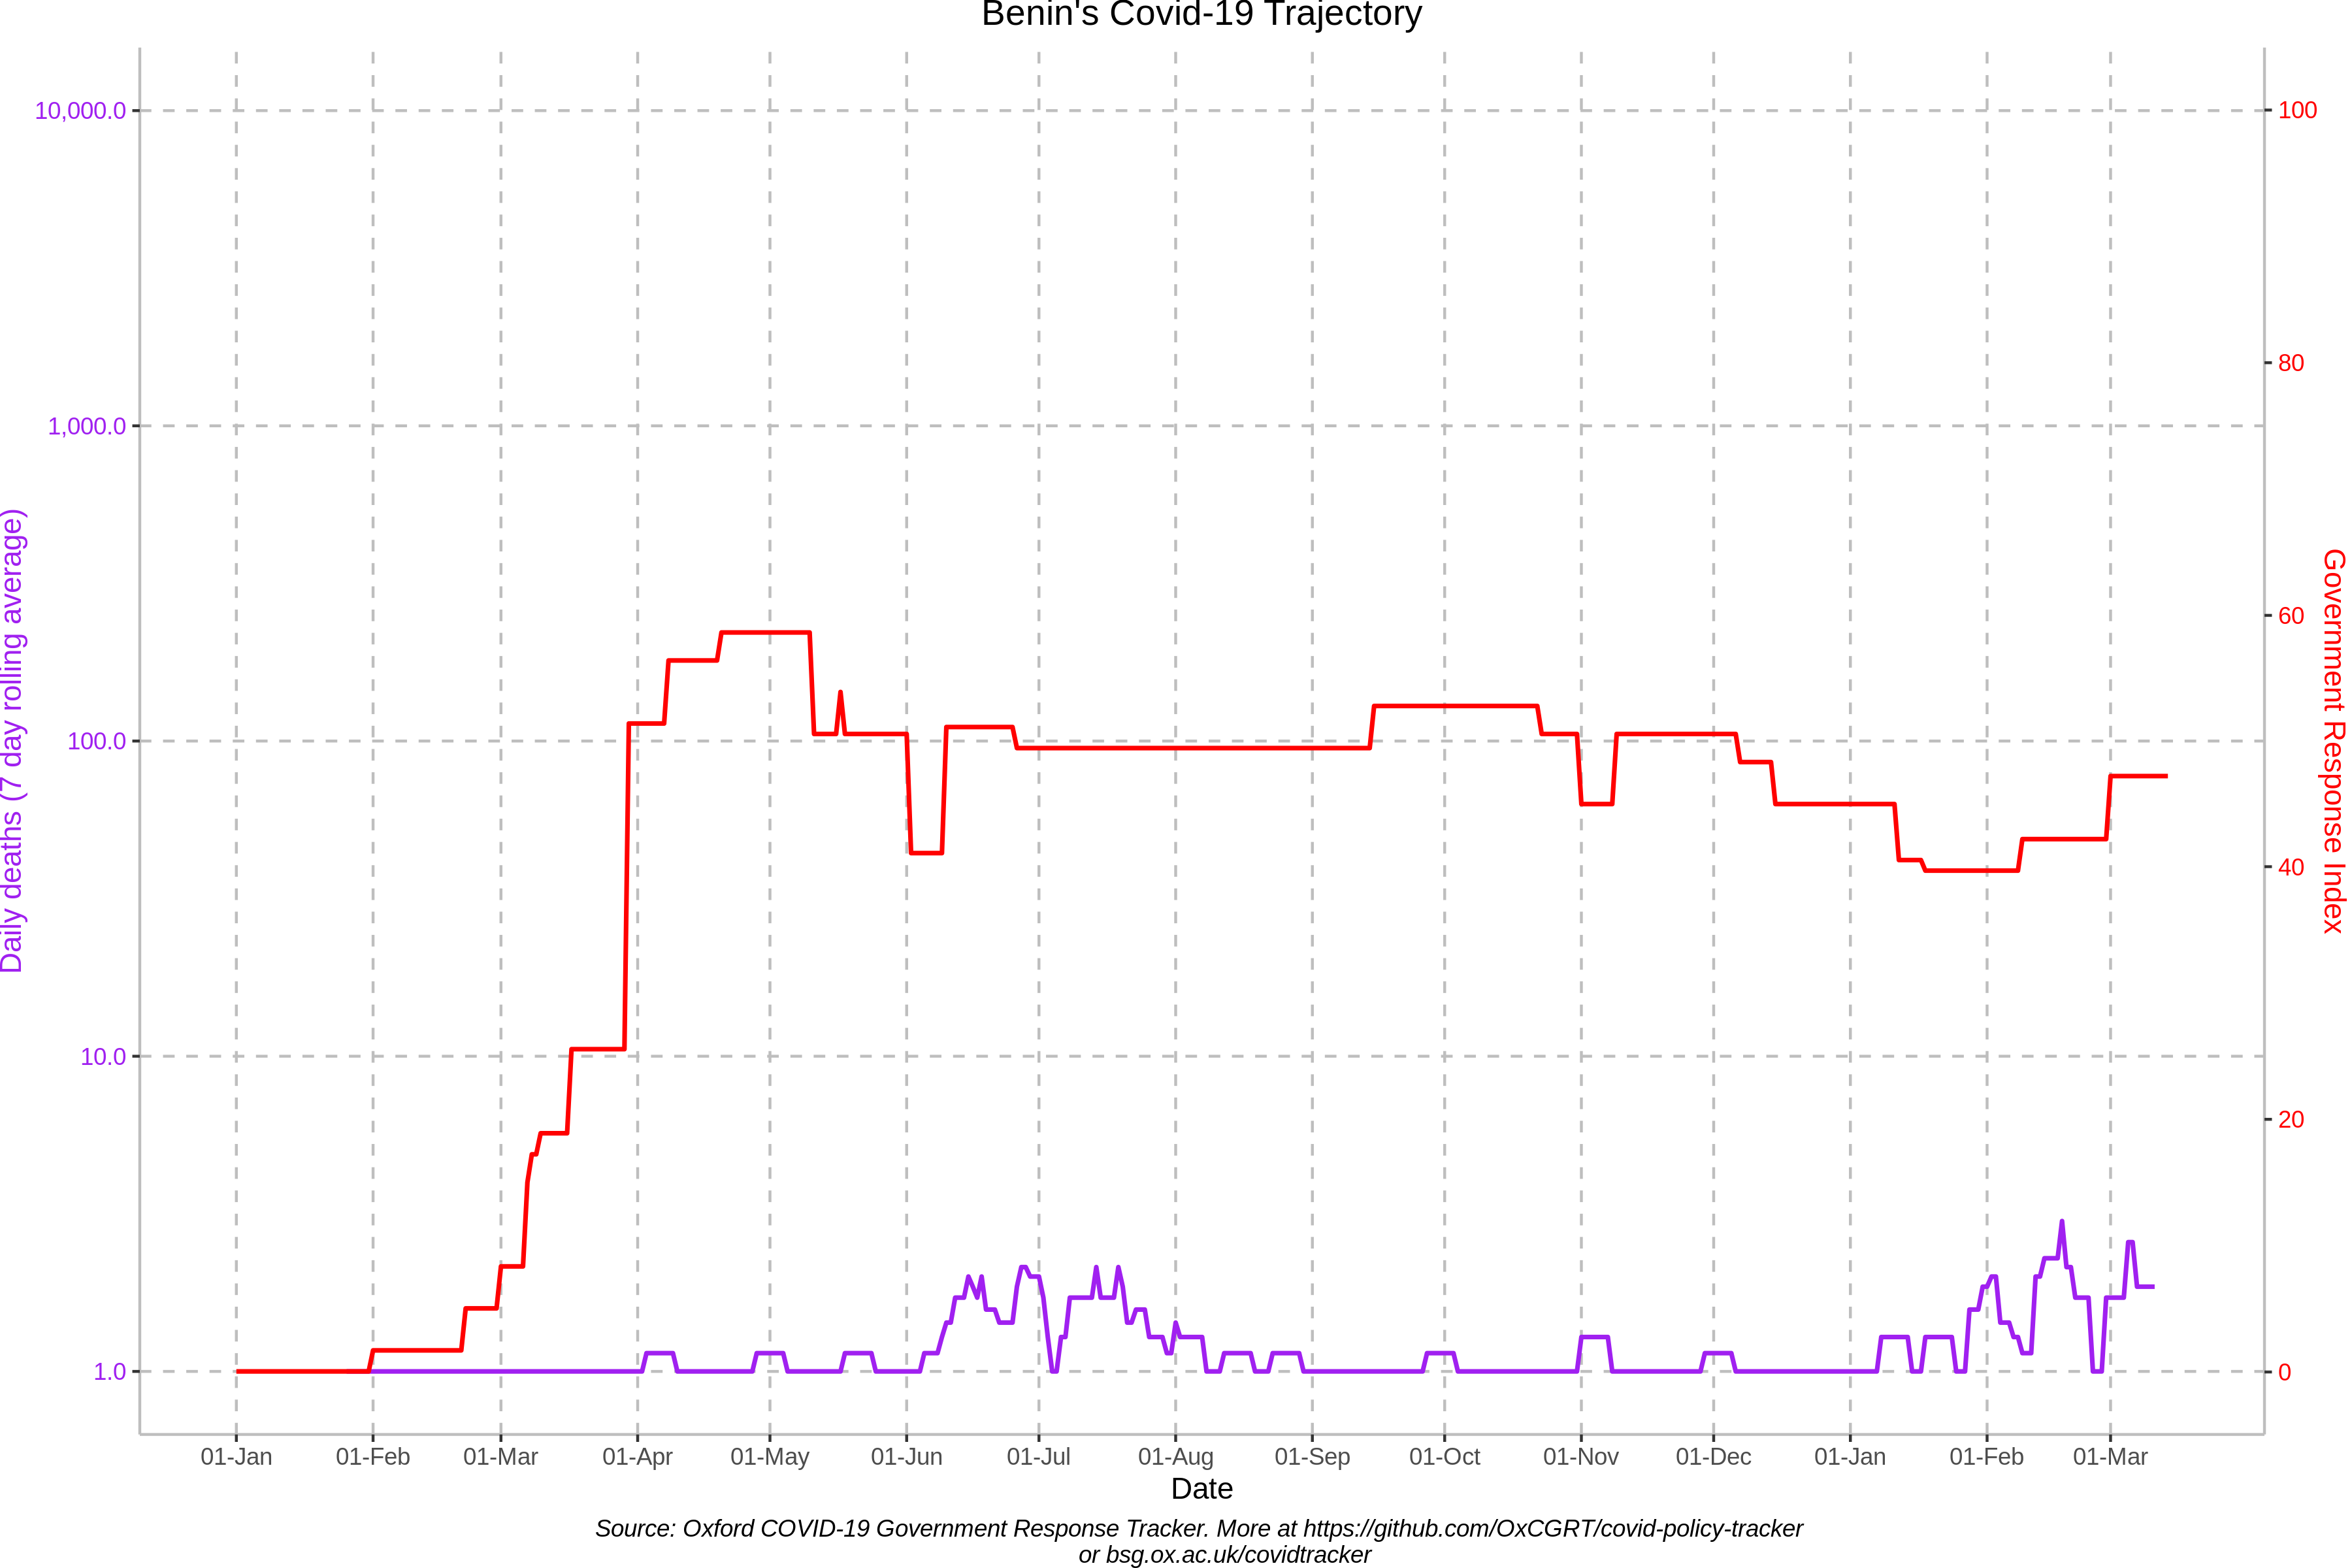 Benin's Covid-19 Trajectory
10,000.0
1,000.0
100.0
10.0
1.0
Daily deaths (7 day rolling average)
100
80
60
40
20
0
Government Response Index
01-Jan 01-Feb 01-Mar 01-Apr 01-May 01-Jun 01-Jul 01-Aug 01-Sep 01-Oct 01-Nov 01-Dec 01-Jan 01-Feb 01-Mar
Date
Source: Oxford COVID-19 Government Response Tracker. More at https://github.com/OxCGRT/covid-policy-tracker
or bsg.ox.ac.uk/covidtracker